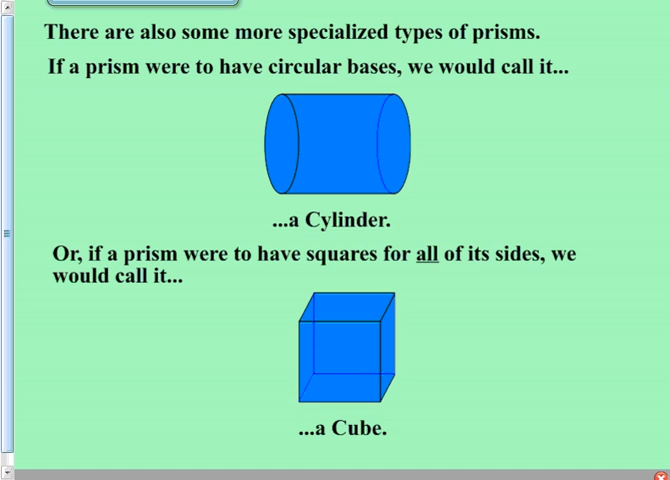 There are also some more specialized types of prisms.
If a prism were to have circular bases, we would call it...
...a Cylinder.
Or, if a prism were to have squares for all of its sides, we
would call it...
...a Cube.